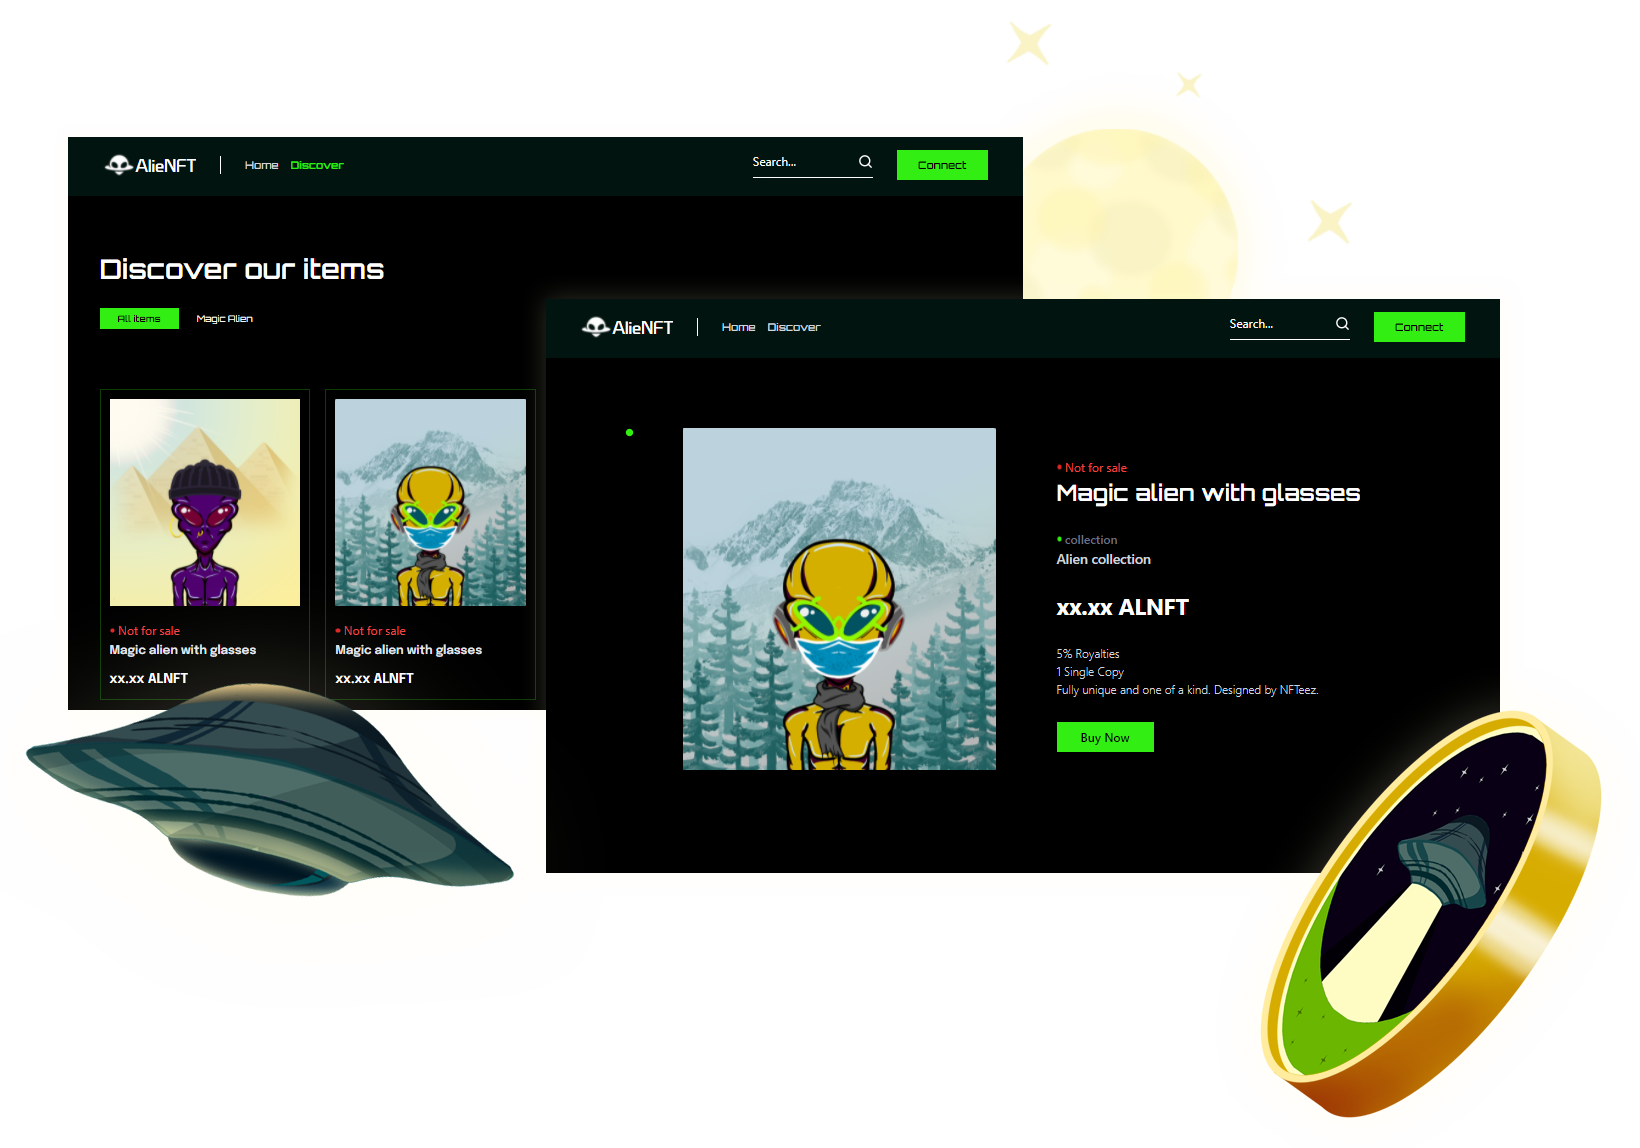 AlieNFT
Home Discover
Search...
Connect
Discover our items
All items Magic Alien
• Not for sale
Magic alien with glasses
xx.xx ALNFT
• Not for sale
Magic alien with glasses
xx.xx ALNFT
AlieNFT
Home Discover
Search...
Connect
• Not for sale
Magic alien with glasses
• collection
Alien collection
xx.xx ALNFT
5% Royalties
1 Single Copy
Fully unique and one of a kind. Designed by NFTeez.
Buy Now